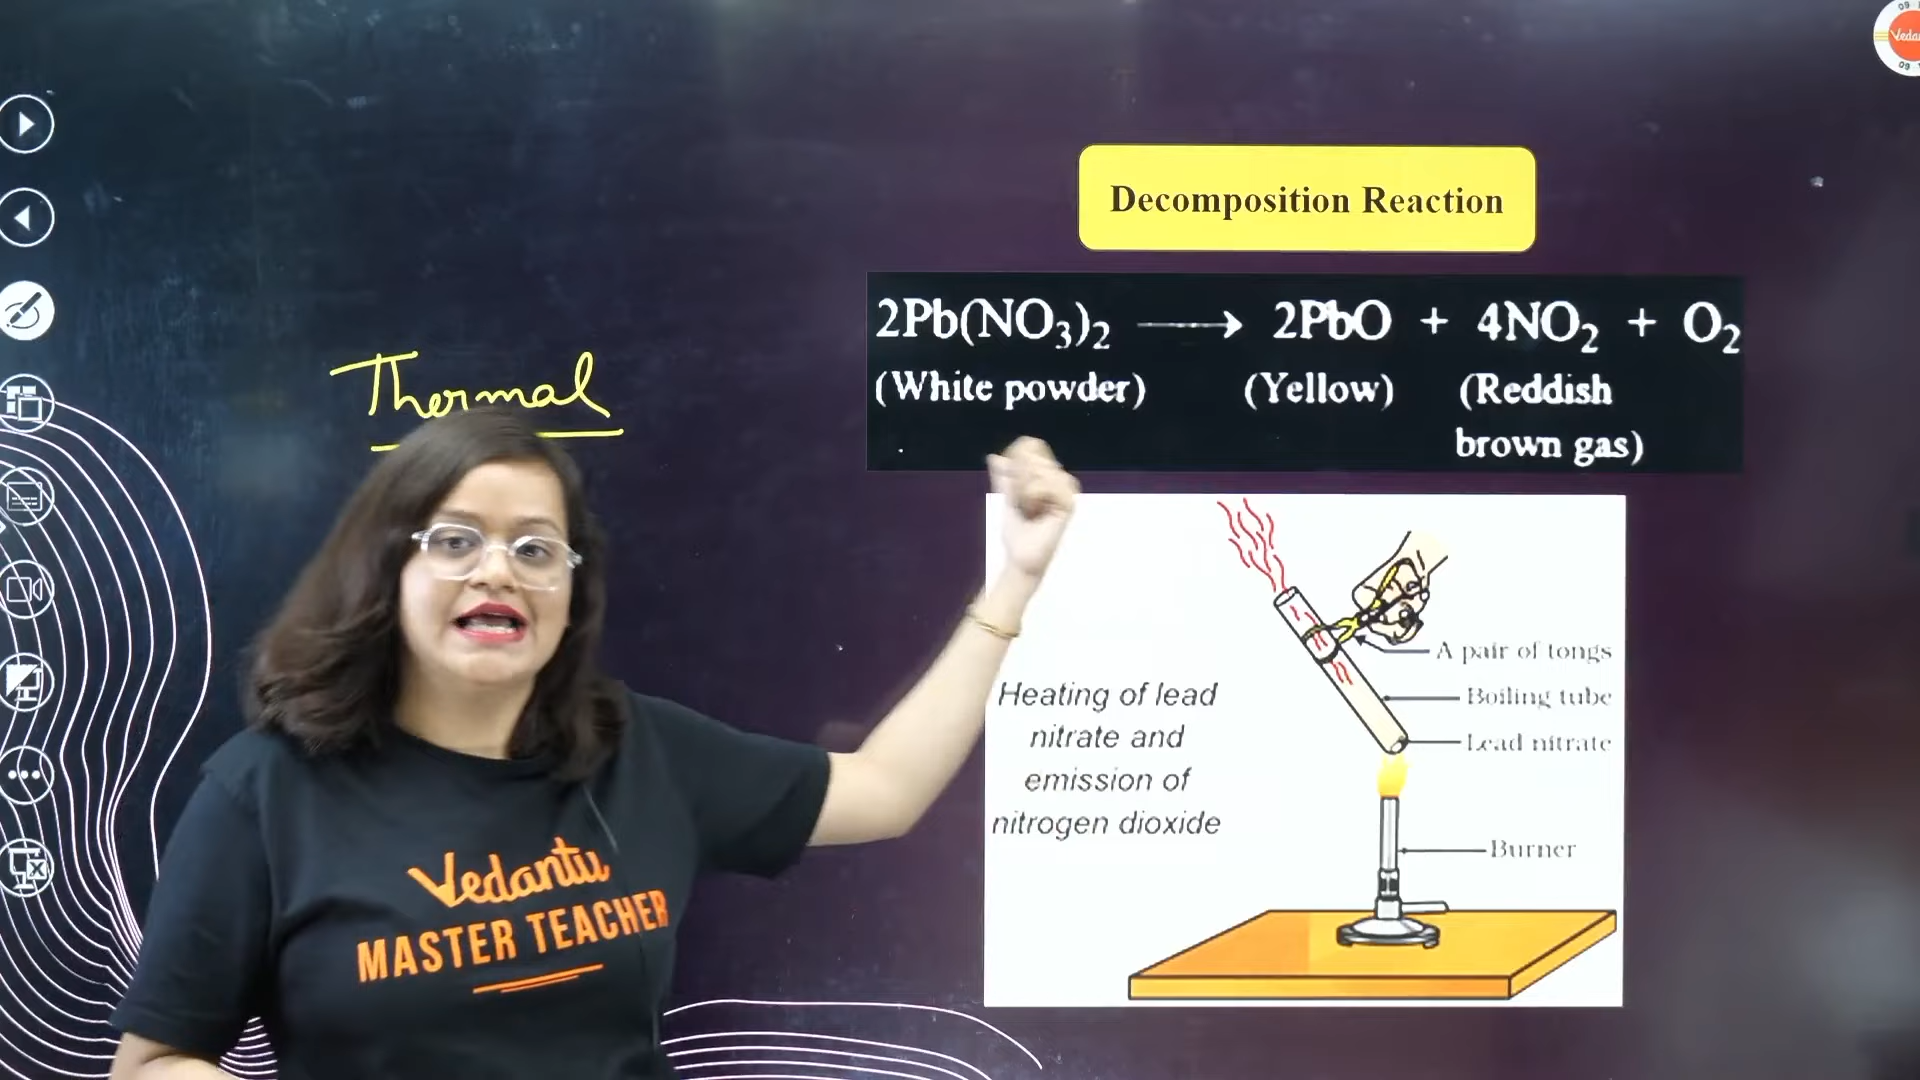 Decomposition Reaction
2Pb(NO₃)₂ ⟶ 2PbO + 4NO₂ + O₂
(White powder) (Yellow) (Reddish
brown gas)
Thermal
A pair of tongs
Boiling tube
Lead nitrate
Burner
Heating of lead
nitrate and
emission of
nitrogen dioxide
Vedantu
MASTER TEACHER